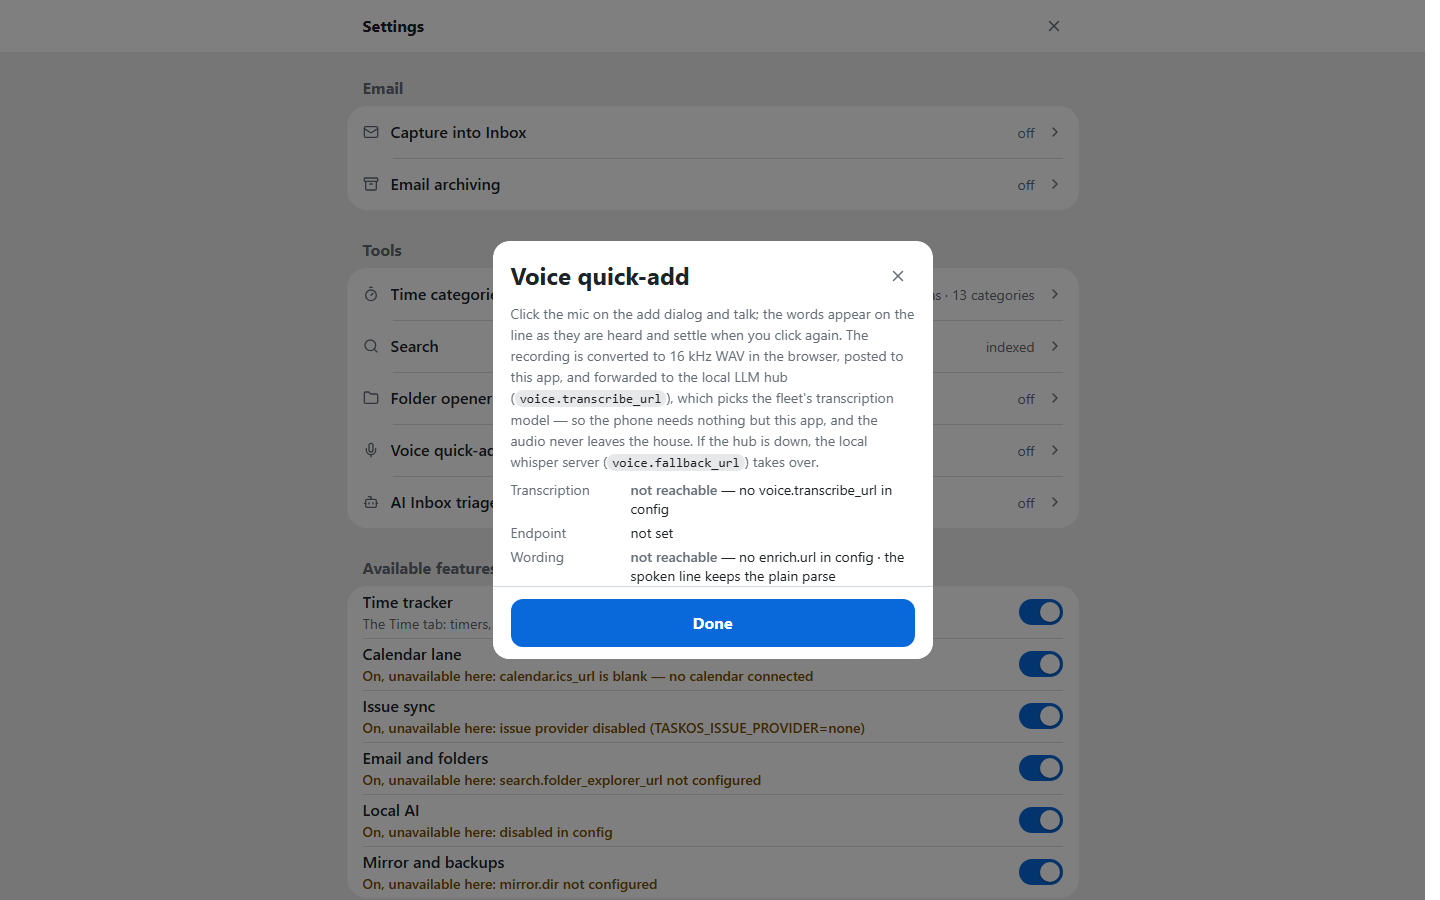 Settings
Email
Capture into Inbox off
Email archiving off
Tools
Time categories · 13 categories
Search indexed
Folder opener off
Voice quick-ad off
AI Inbox triage off
Voice quick-add
Click the mic on the add dialog and talk; the words appear on the
line as they are heard and settle when you click again. The
recording is converted to 16 kHz WAV in the browser, posted to
this app, and forwarded to the local LLM hub
(voice.transcribe_url), which picks the fleet's transcription
model — so the phone needs nothing but this app, and the
audio never leaves the house. If the hub is down, the local
whisper server (voice.fallback_url) takes over.
Transcription not reachable — no voice.transcribe_url in
config
Endpoint not set
Wording not reachable — no enrich.url in config · the
spoken line keeps the plain parse
Done
Available features
Time tracker
The Time tab: timers,
Calendar lane
On, unavailable here: calendar.ics_url is blank — no calendar connected
Issue sync
On, unavailable here: issue provider disabled (TASKOS_ISSUE_PROVIDER=none)
Email and folders
On, unavailable here: search.folder_explorer_url not configured
Local AI
On, unavailable here: disabled in config
Mirror and backups
On, unavailable here: mirror.dir not configured